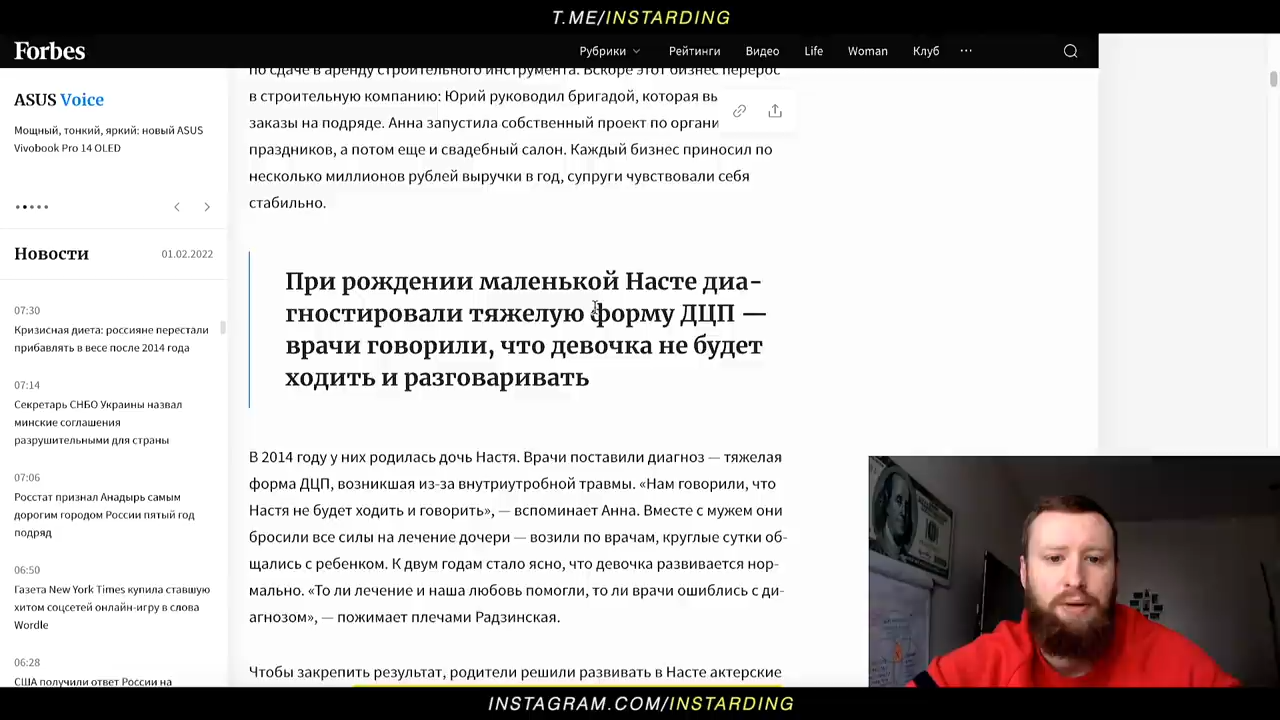 T.ME/INSTARDING
Forbes
Рубрики
Рейтинги
Видео
Life
Woman
Клуб
ASUS Voice
Мощный, тонкий, яркий: новый ASUS
Vivobook Pro 14 OLED
Новости
01.02.2022
07:30
Кризисная диета: россияне перестали
прибавлять в весе после 2014 года
07:14
Секретарь СНБО Украины назвал
минские соглашения
разрушительными для страны
07:06
Росстат признал Анадырь самым
дорогим городом России пятый год
подряд
06:50
Газета New York Times купила ставшую
хитом соцсетей онлайн-игру в слова
Wordle
06:28
США получили ответ России на
по сдаче в аренду строительного инструмента. Вскоре этот бизнес перерос
в строительную компанию: Юрий руководил бригадой, которая вы
заказы на подряде. Анна запустила собственный проект по органи
праздников, а потом еще и свадебный салон. Каждый бизнес приносил по
несколько миллионов рублей выручки в год, супруги чувствовали себя
стабильно.
При рождении маленькой Насте диа-
гностировали тяжелую форму ДЦП —
врачи говорили, что девочка не будет
ходить и разговаривать
В 2014 году у них родилась дочь Настя. Врачи поставили диагноз — тяжелая
форма ДЦП, возникшая из-за внутриутробной травмы. «Нам говорили, что
Настя не будет ходить и говорить», — вспоминает Анна. Вместе с мужем они
бросили все силы на лечение дочери — возили по врачам, круглые сутки об-
щались с ребенком. К двум годам стало ясно, что девочка развивается нор-
мально. «То ли лечение и наша любовь помогли, то ли врачи ошиблись с ди-
агнозом», — пожимает плечами Радзинская.
Чтобы закрепить результат, родители решили развивать в Насте актерские
INSTAGRAM.COM/INSTARDING